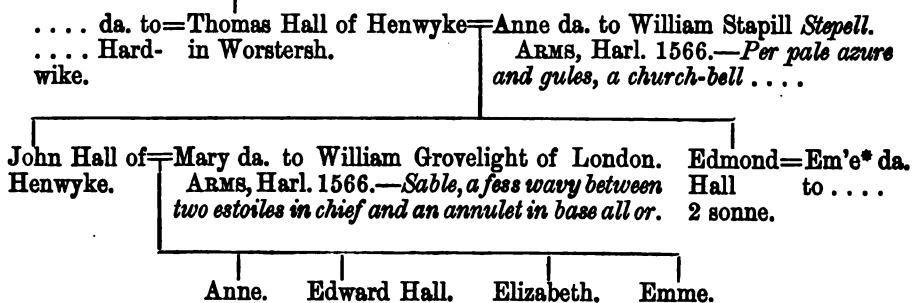 . . . . da. to=Thomas Hall of Henwyke=Anne da. to William Stapill Stepell.
. . . . Hard- in Worstersh. ARMS, Harl. 1566.—Per pale azure
wike. and gules, a church-bell . . . .
John Hall of=Mary da. to William Grovelight of London. Edmond=Em'e* da.
Henwyke. ARMS, Harl. 1566.—Sable, a fess wavy between Hall to . . . .
two estoiles in chief and an annulet in base all or. 2 sonne.
Anne. Edward Hall. Elizabeth. Emme.